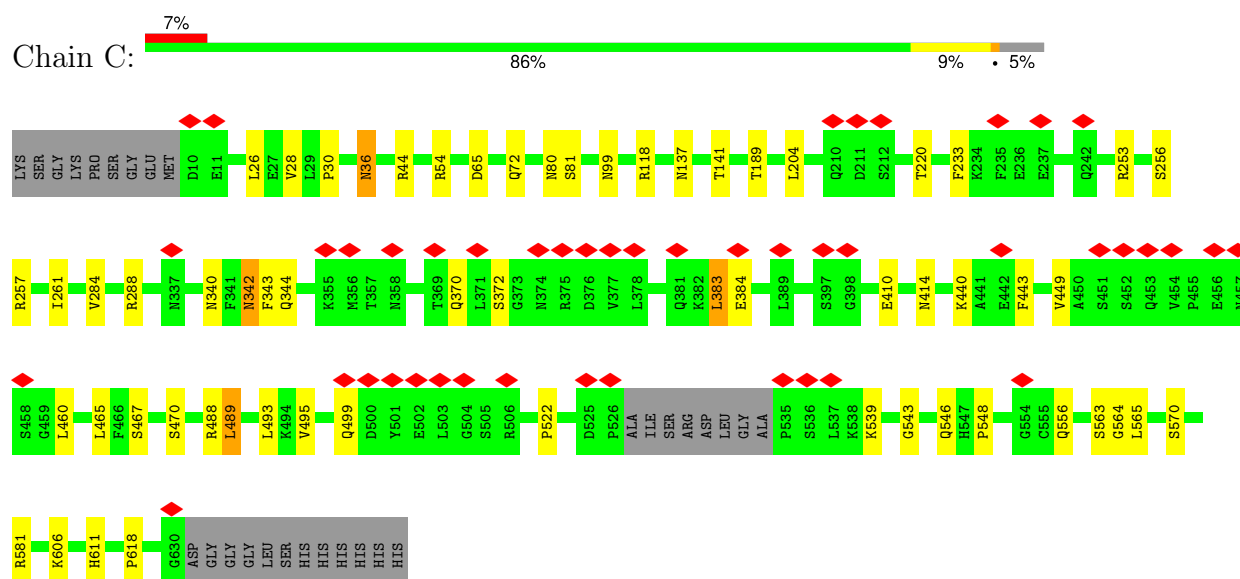 7%
Chain C:
86% 9% • 5%
LYS SER GLY LYS PRO SER GLY GLU MET D10 E11 L26 E27 V28 L29 P30 N36 R44 R54 D65 Q72 N80 S81 N99 R118 N137 T141 T189 L204 Q210 D211 S212 T220 F233 K234 F235 E236 E237 Q242 R253 S256
R257 I261 V284 R288 N337 N340 F341 N342 F343 Q344 K355 M356 T357 N358 T369 Q370 L371 S372 G373 N374 R375 D376 V377 L378 Q381 K382 L383 E384 L389 S397 G398 E410 N414 K440 A441 E442 F443 V449 A450 S451 S452 Q453 V454 P455 E456 N457
S458 G459 L460 L465 F466 S467 S470 R488 L489 L493 K494 V495 Q499 D500 Y501 E502 L503 G504 S505 R506 P522 D525 P526 ALA ILE SER ARG ASP LEU GLY ALA P535 S536 L537 K538 K539 G543 Q546 H547 P548 G554 C555 Q556 S563 G564 L565 S570
R581 K606 H611 P618 G630 ASP GLY GLY GLY LEU SER HIS HIS HIS HIS HIS HIS